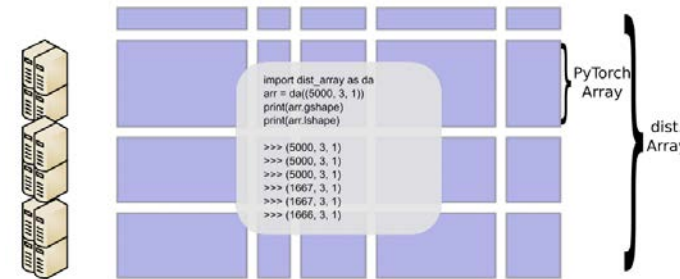 import dist_array as da
arr = da((5000, 3, 1))
print(arr.gshape)
print(arr.lshape)
>>> (5000, 3, 1)
>>> (5000, 3, 1)
>>> (5000, 3, 1)
>>> (1667, 3, 1)
>>> (1667, 3, 1)
>>> (1666, 3, 1)
PyTorch
Array
dist.
Array